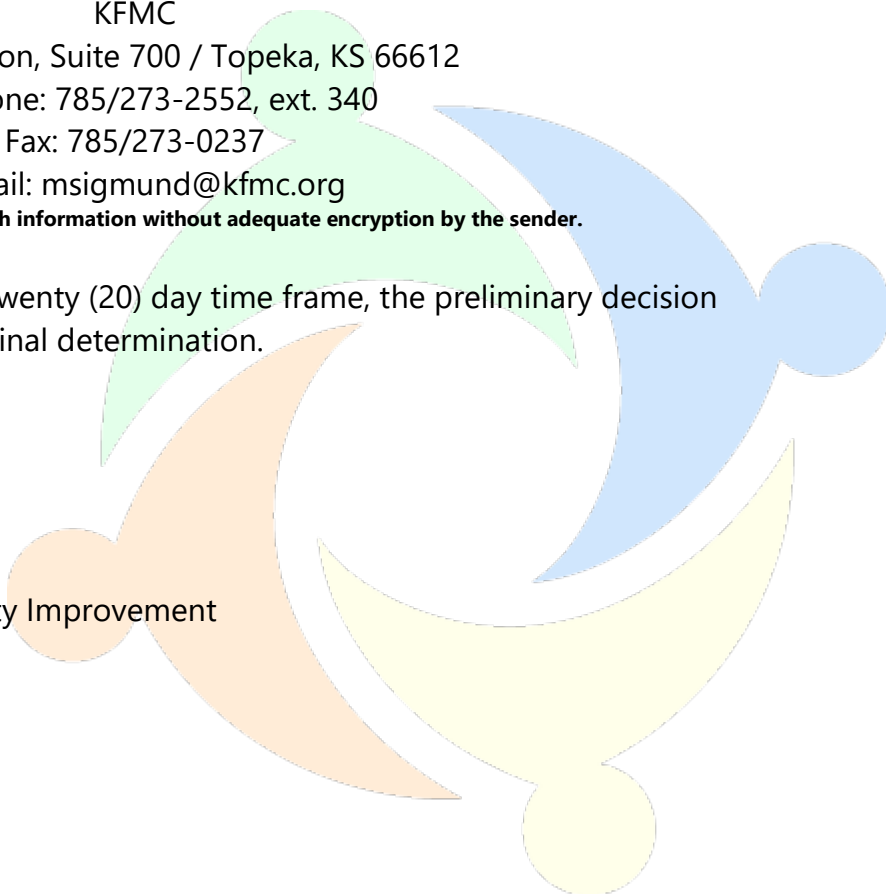 KFMC
on, Suite 700 / Topeka, KS 66612
one: 785/273-2552, ext. 340
Fax: 785/273-0237
ail: msigmund@kfmc.org
h information without adequate encryption by the sender.
wenty (20) day time frame, the preliminary decision
inal determination.
ty Improvement